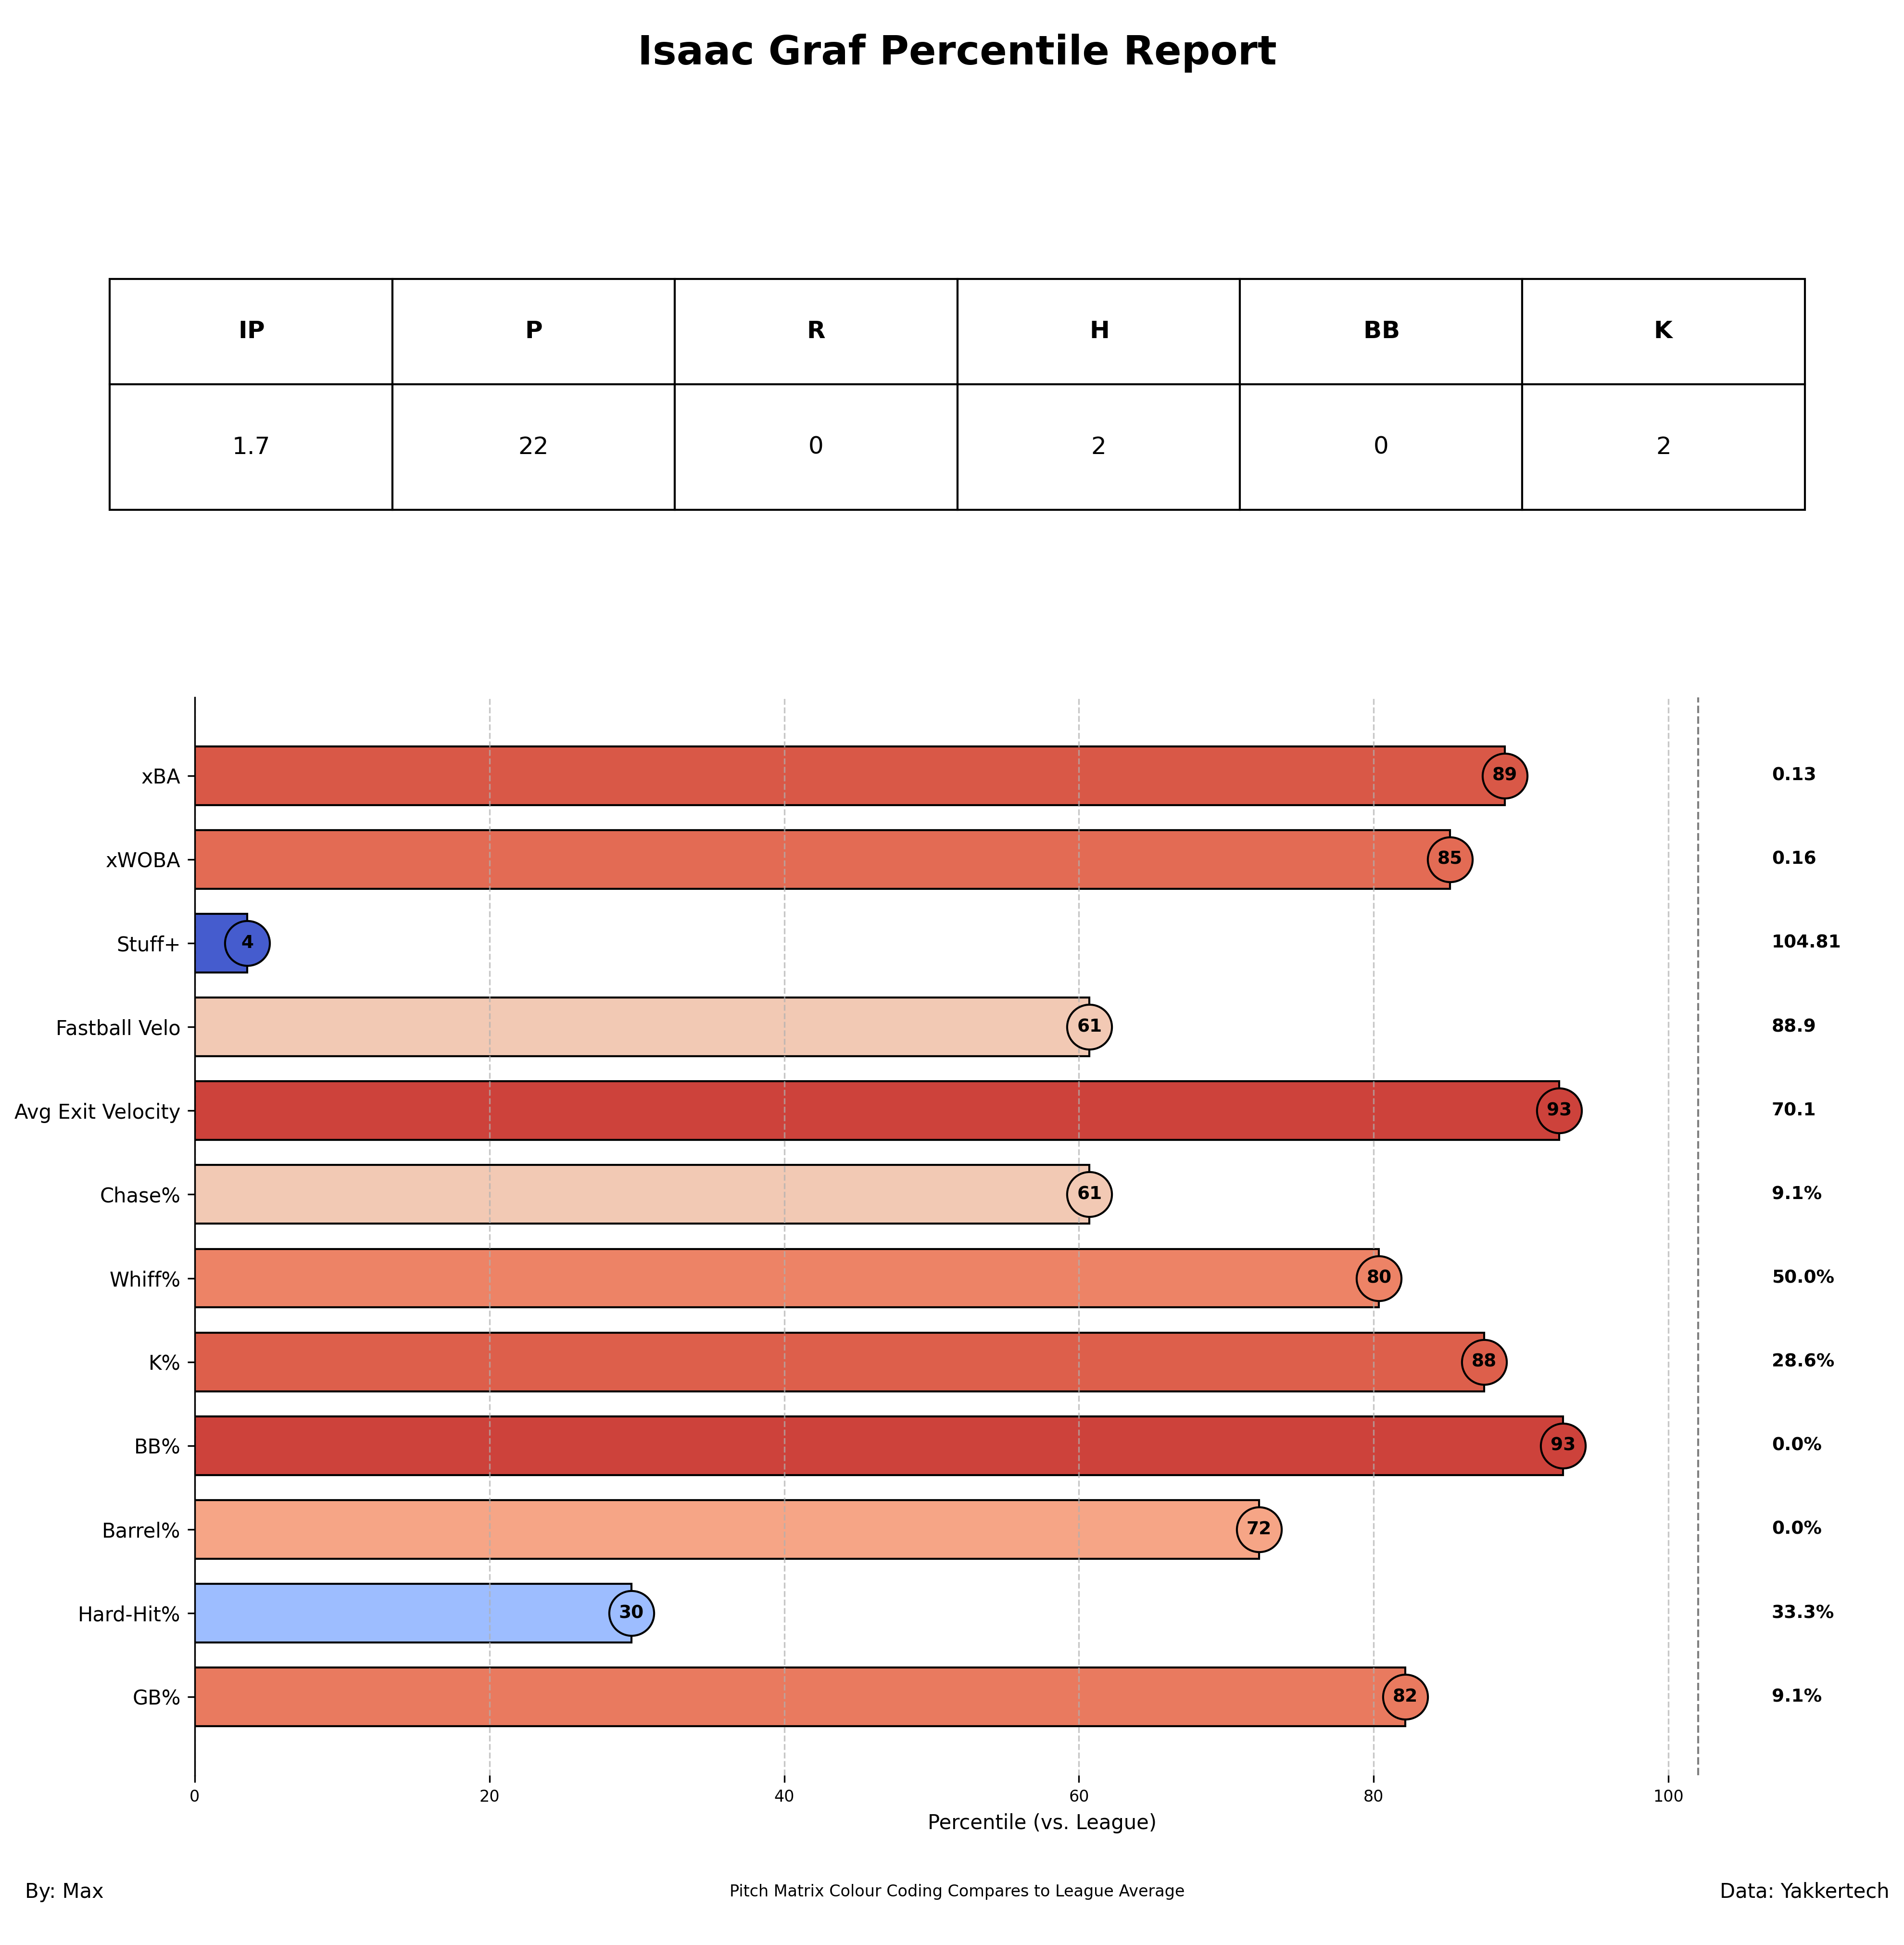 Isaac Graf Percentile Report
IP P R H BB K
1.7 22 0 2 0 2
xBA 89 0.13
xWOBA 85 0.16
Stuff+ 4 104.81
Fastball Velo 61 88.9
Avg Exit Velocity 93 70.1
Chase% 61 9.1%
Whiff% 80 50.0%
K% 88 28.6%
BB% 93 0.0%
Barrel% 72 0.0%
Hard-Hit% 30 33.3%
GB% 82 9.1%
0 20 40 60 80 100
Percentile (vs. League)
By: Max Pitch Matrix Colour Coding Compares to League Average Data: Yakkertech